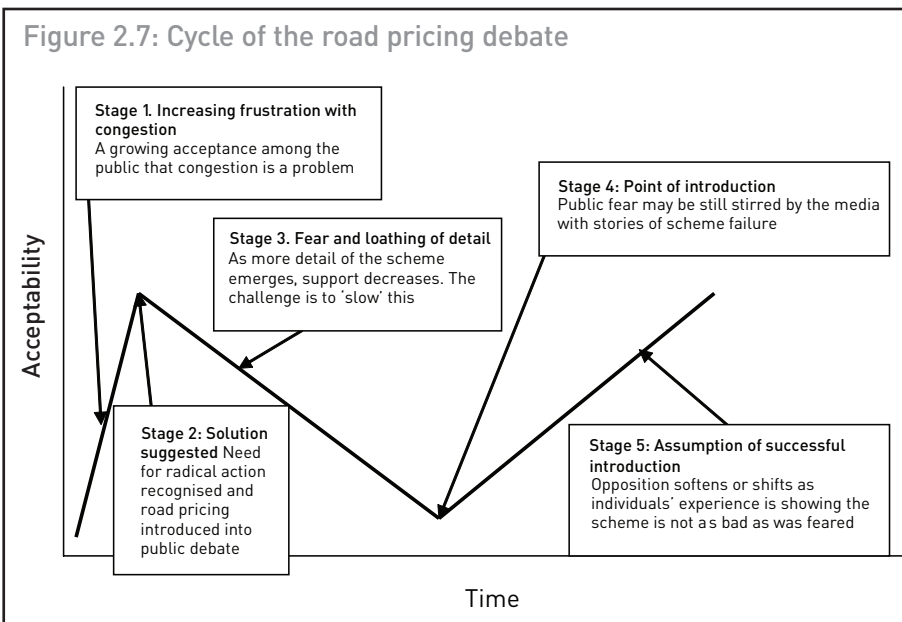 Figure 2.7: Cycle of the road pricing debate
Stage 1. Increasing frustration with
congestion
A growing acceptance among the
public that congestion is a problem
Stage 4: Point of introduction
Public fear may be still stirred by the media
with stories of scheme failure
Stage 3. Fear and loathing of detail
As more detail of the scheme
emerges, support decreases. The
challenge is to ‘slow’ this
Acceptability
Stage 2: Solution
suggested Need
for radical action
recognised and
road pricing
introduced into
public debate
Stage 5: Assumption of successful
introduction
Opposition softens or shifts as
individuals’ experience is showing the
scheme is not as bad as was feared
Time